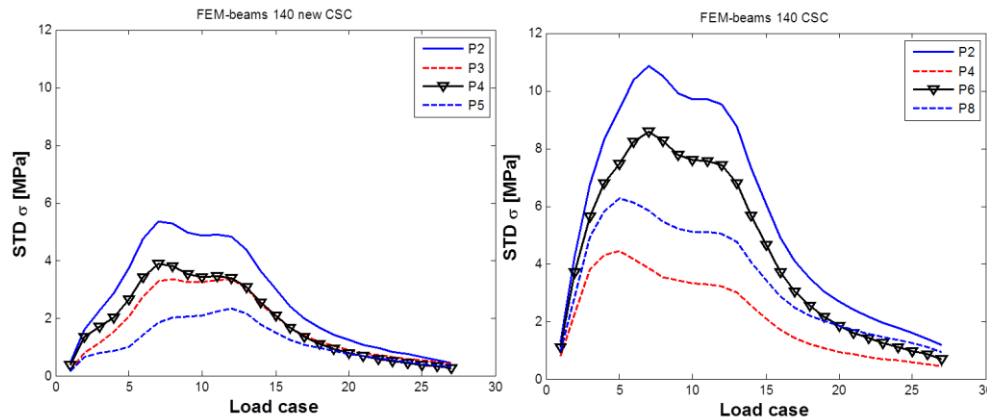 FEM-beams 140 new CSC
12
10
8
6
4
2
0
STD σ [MPa]
P2
P3
P4
P5
0 5 10 15 20 25 30
Load case
FEM-beams 140 CSC
12
10
8
6
4
2
0
STD σ [MPa]
P2
P4
P6
P8
0 5 10 15 20 25 30
Load case